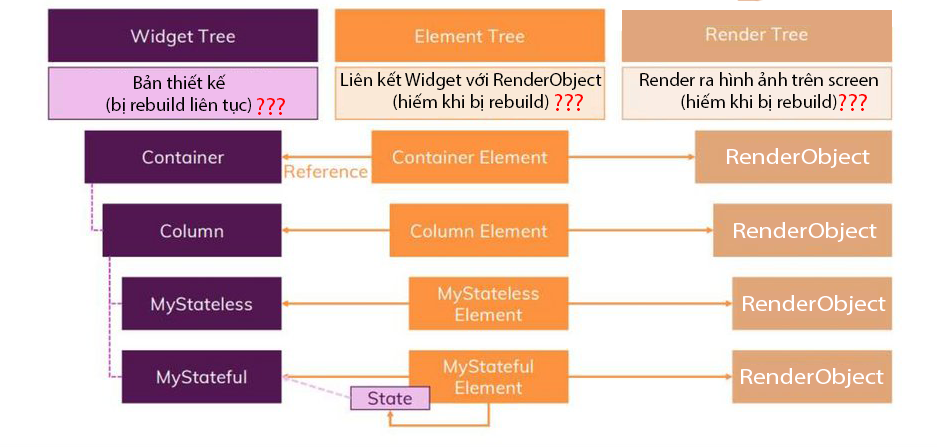 Widget Tree
Element Tree
Render Tree
Bản thiết kế
(bị rebuild liên tục) ???
Liên kết Widget với RenderObject
(hiếm khi bị rebuild) ???
Render ra hình ảnh trên screen
(hiếm khi bị rebuild)???
Container
Reference
Container Element
RenderObject
Column
Column Element
RenderObject
MyStateless
MyStateless
Element
RenderObject
MyStateful
MyStateful
Element
RenderObject
State